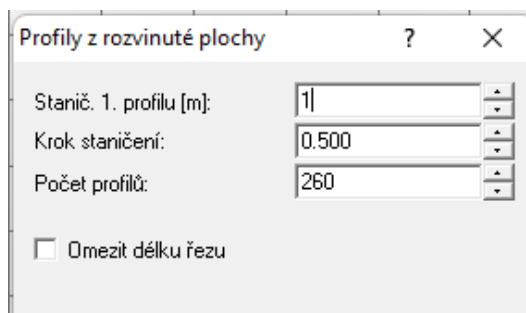 Profily z rozvinuté plochy ? ×
Stanič. 1. profilu [m]: 1
Krok staničení: 0.500
Počet profilů: 260
Omezit délku řezu